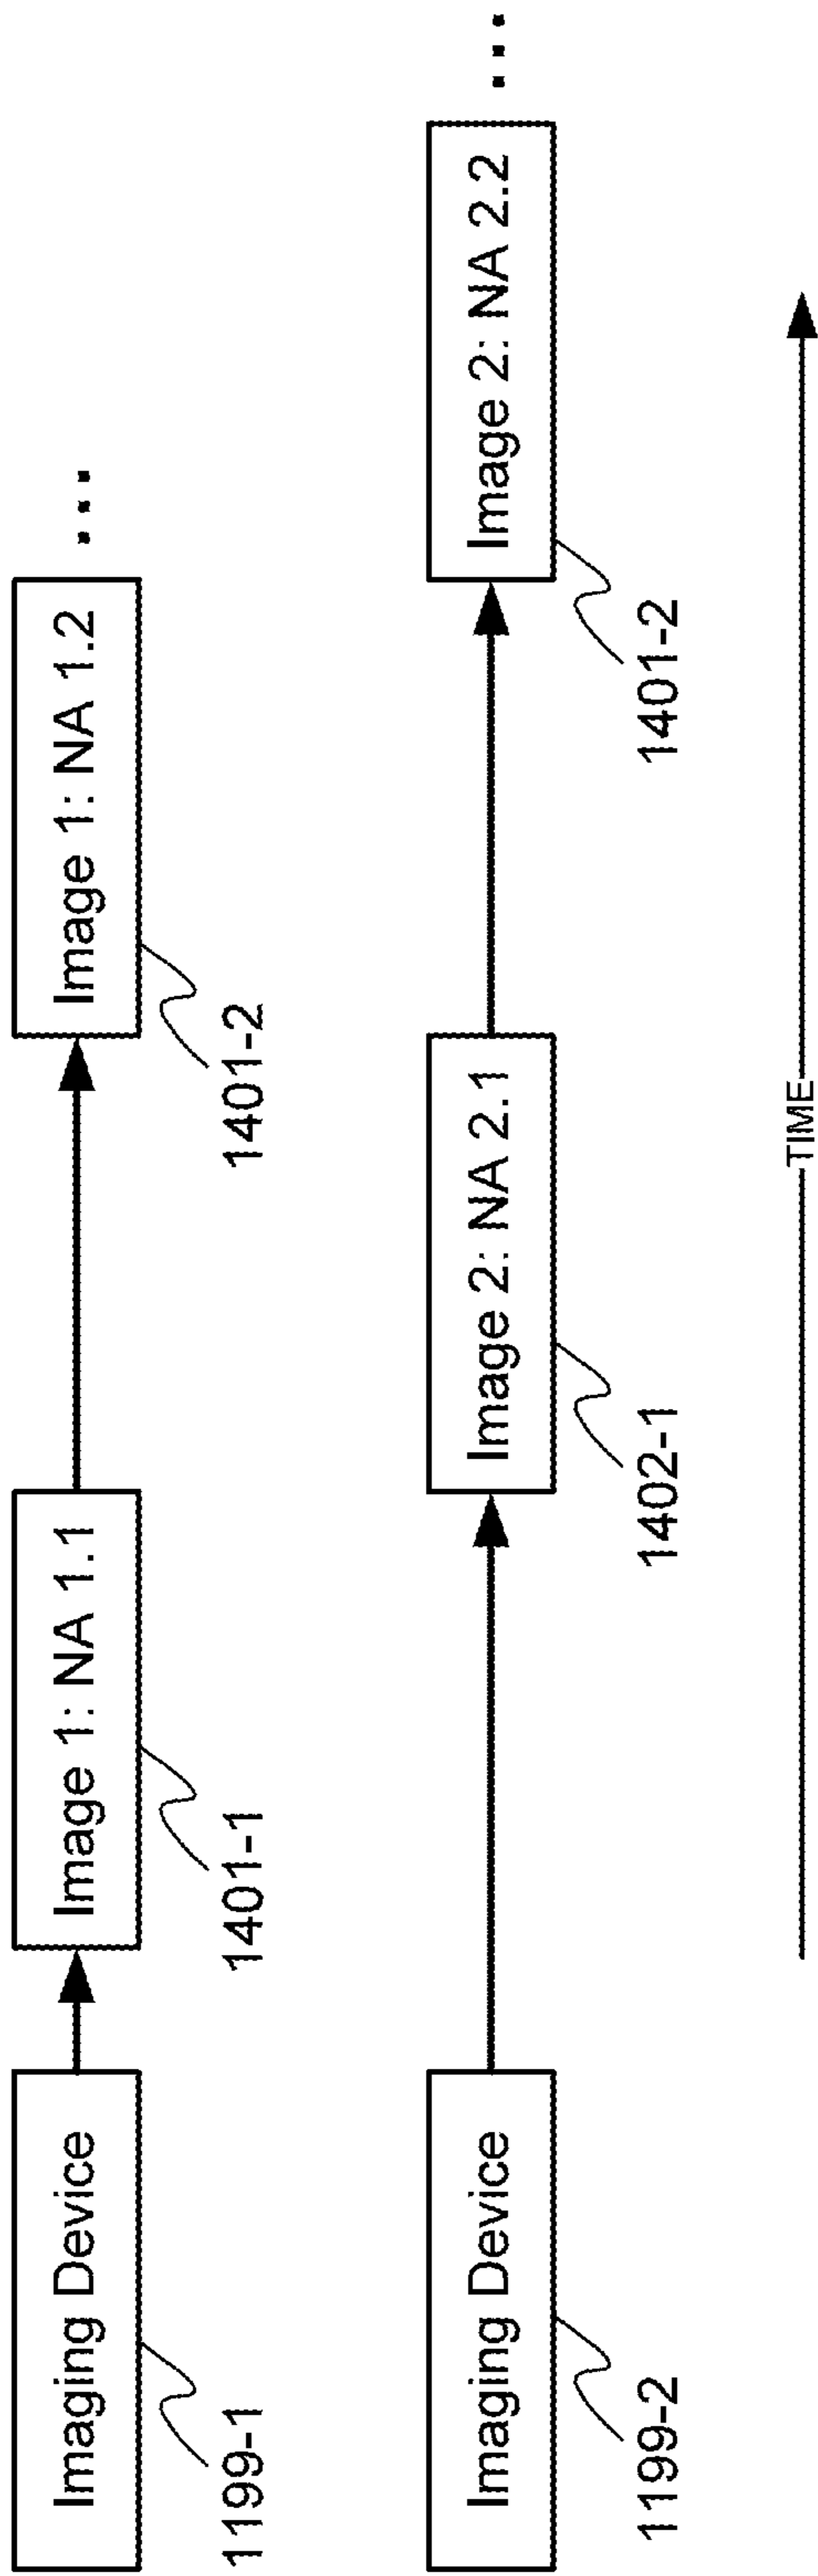 Imaging Device
Image 1: NA 1.1
Image 1: NA 1.2
...
1199-1
1401-1
1401-2
Imaging Device
Image 2: NA 2.1
Image 2: NA 2.2
...
1199-2
1402-1
1401-2
TIME